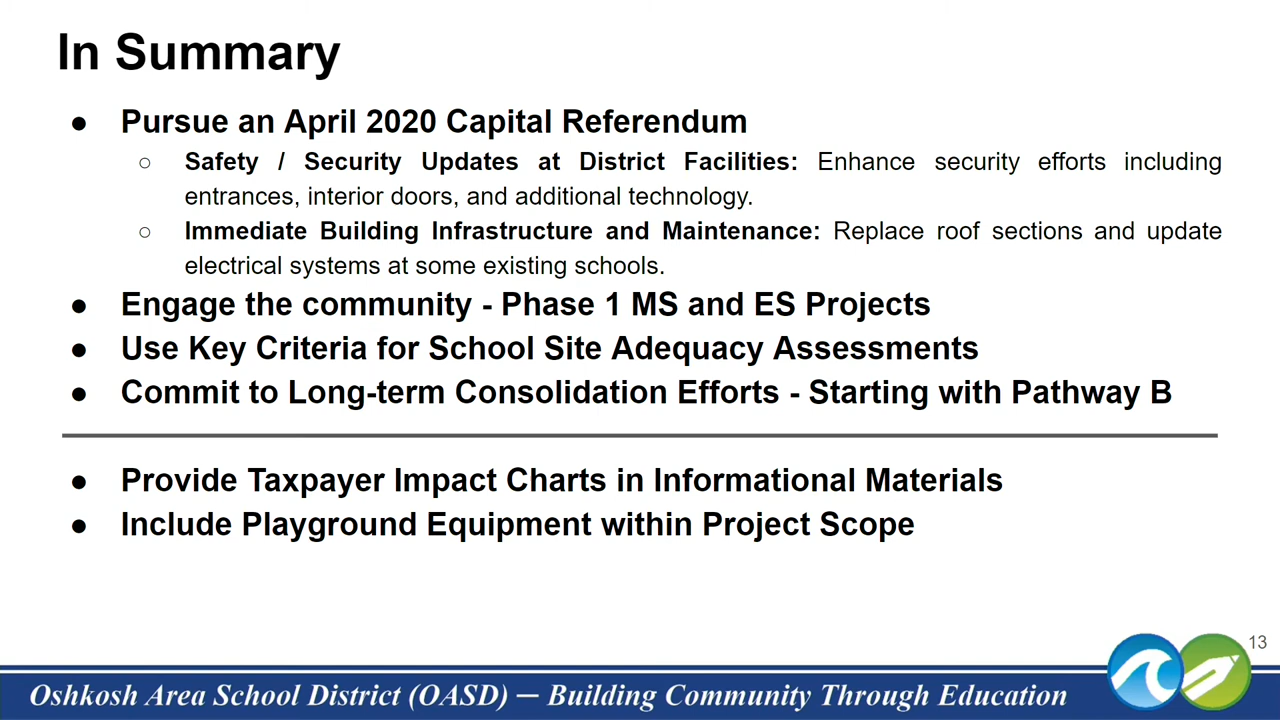 In Summary
● Pursue an April 2020 Capital Referendum
○ Safety / Security Updates at District Facilities: Enhance security efforts including
entrances, interior doors, and additional technology.
○ Immediate Building Infrastructure and Maintenance: Replace roof sections and update
electrical systems at some existing schools.
● Engage the community - Phase 1 MS and ES Projects
● Use Key Criteria for School Site Adequacy Assessments
● Commit to Long-term Consolidation Efforts - Starting with Pathway B
● Provide Taxpayer Impact Charts in Informational Materials
● Include Playground Equipment within Project Scope
13
Oshkosh Area School District (OASD) — Building Community Through Education